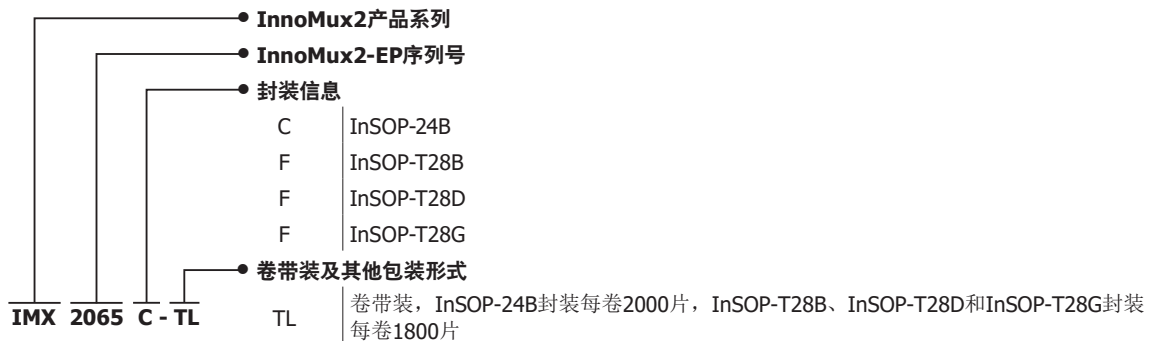 InnoMux2产品系列
InnoMux2-EP序列号
封装信息
C InSOP-24B
F InSOP-T28B
F InSOP-T28D
F InSOP-T28G
卷带装及其他包装形式
IMX 2065 C - TL
TL 卷带装，InSOP-24B封装每卷2000片，InSOP-T28B、InSOP-T28D和InSOP-T28G封装
每卷1800片